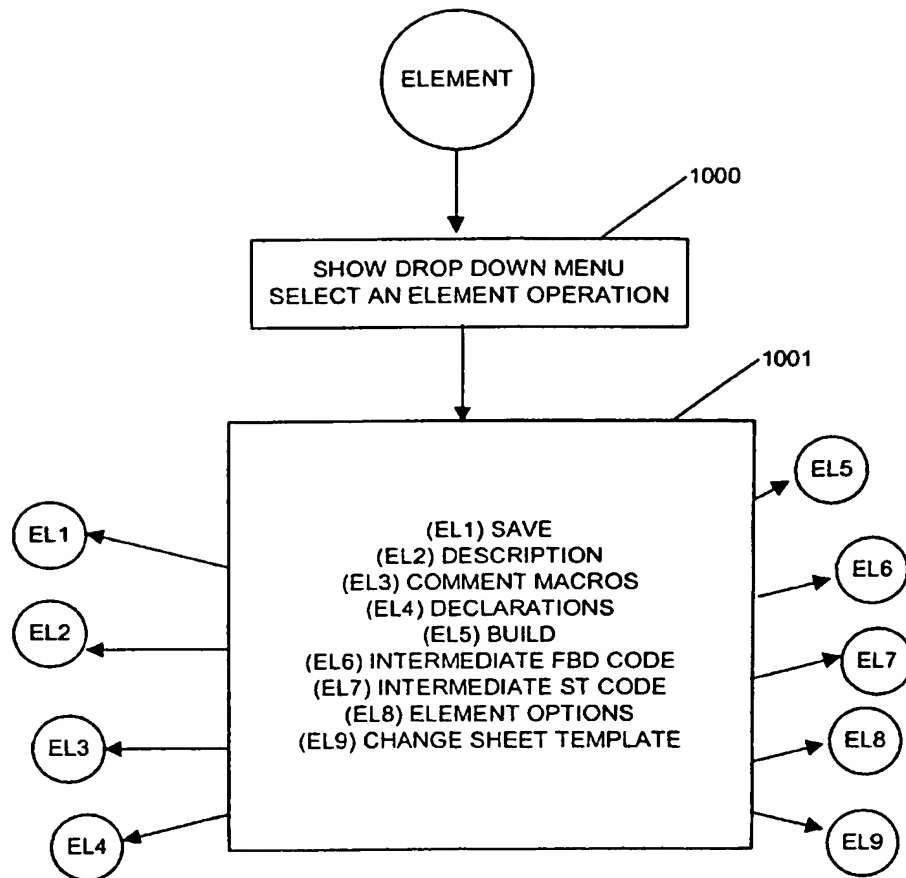 ELEMENT
1000
SHOW DROP DOWN MENU
SELECT AN ELEMENT OPERATION
1001
(EL1) SAVE
(EL2) DESCRIPTION
(EL3) COMMENT MACROS
(EL4) DECLARATIONS
(EL5) BUILD
(EL6) INTERMEDIATE FBD CODE
(EL7) INTERMEDIATE ST CODE
(EL8) ELEMENT OPTIONS
(EL9) CHANGE SHEET TEMPLATE
EL1
EL2
EL3
EL4
EL5
EL6
EL7
EL8
EL9